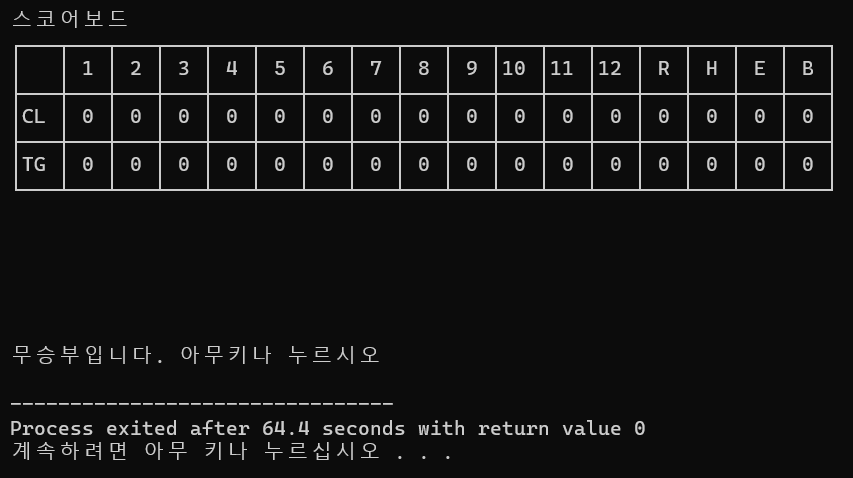 스코어보드
1 2 3 4 5 6 7 8 9 10 11 12 R H E B
CL 0 0 0 0 0 0 0 0 0 0 0 0 0 0 0 0
TG 0 0 0 0 0 0 0 0 0 0 0 0 0 0 0 0
무승부입니다. 아무키나 누르시오
--------------------------------
Process exited after 64.4 seconds with return value 0
계속하려면 아무 키나 누르십시오 . . .